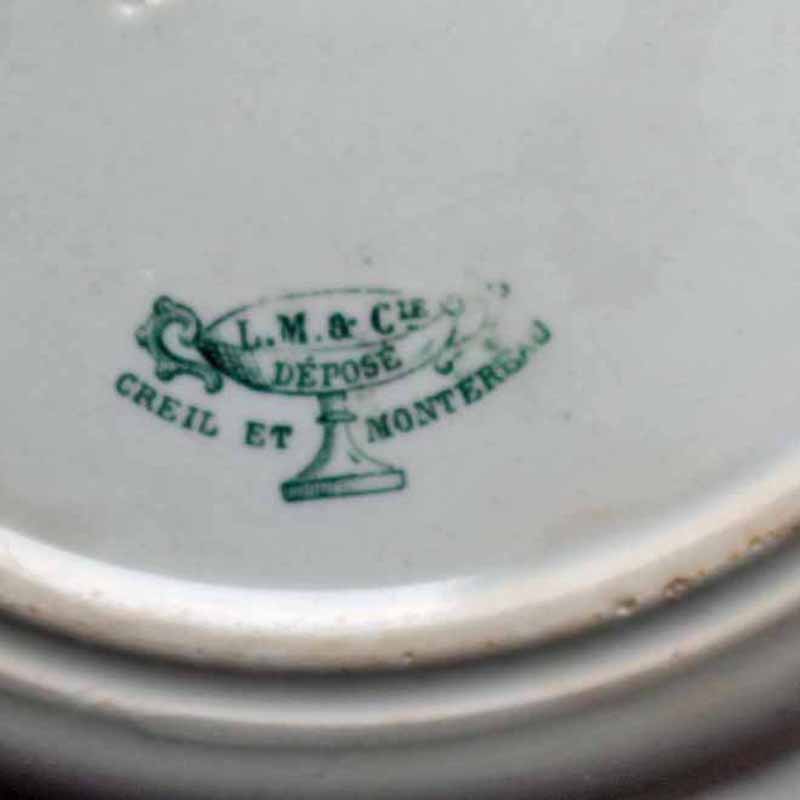 L.M. & CIE
DÉPOSÉ
CREIL ET MONTEREAU